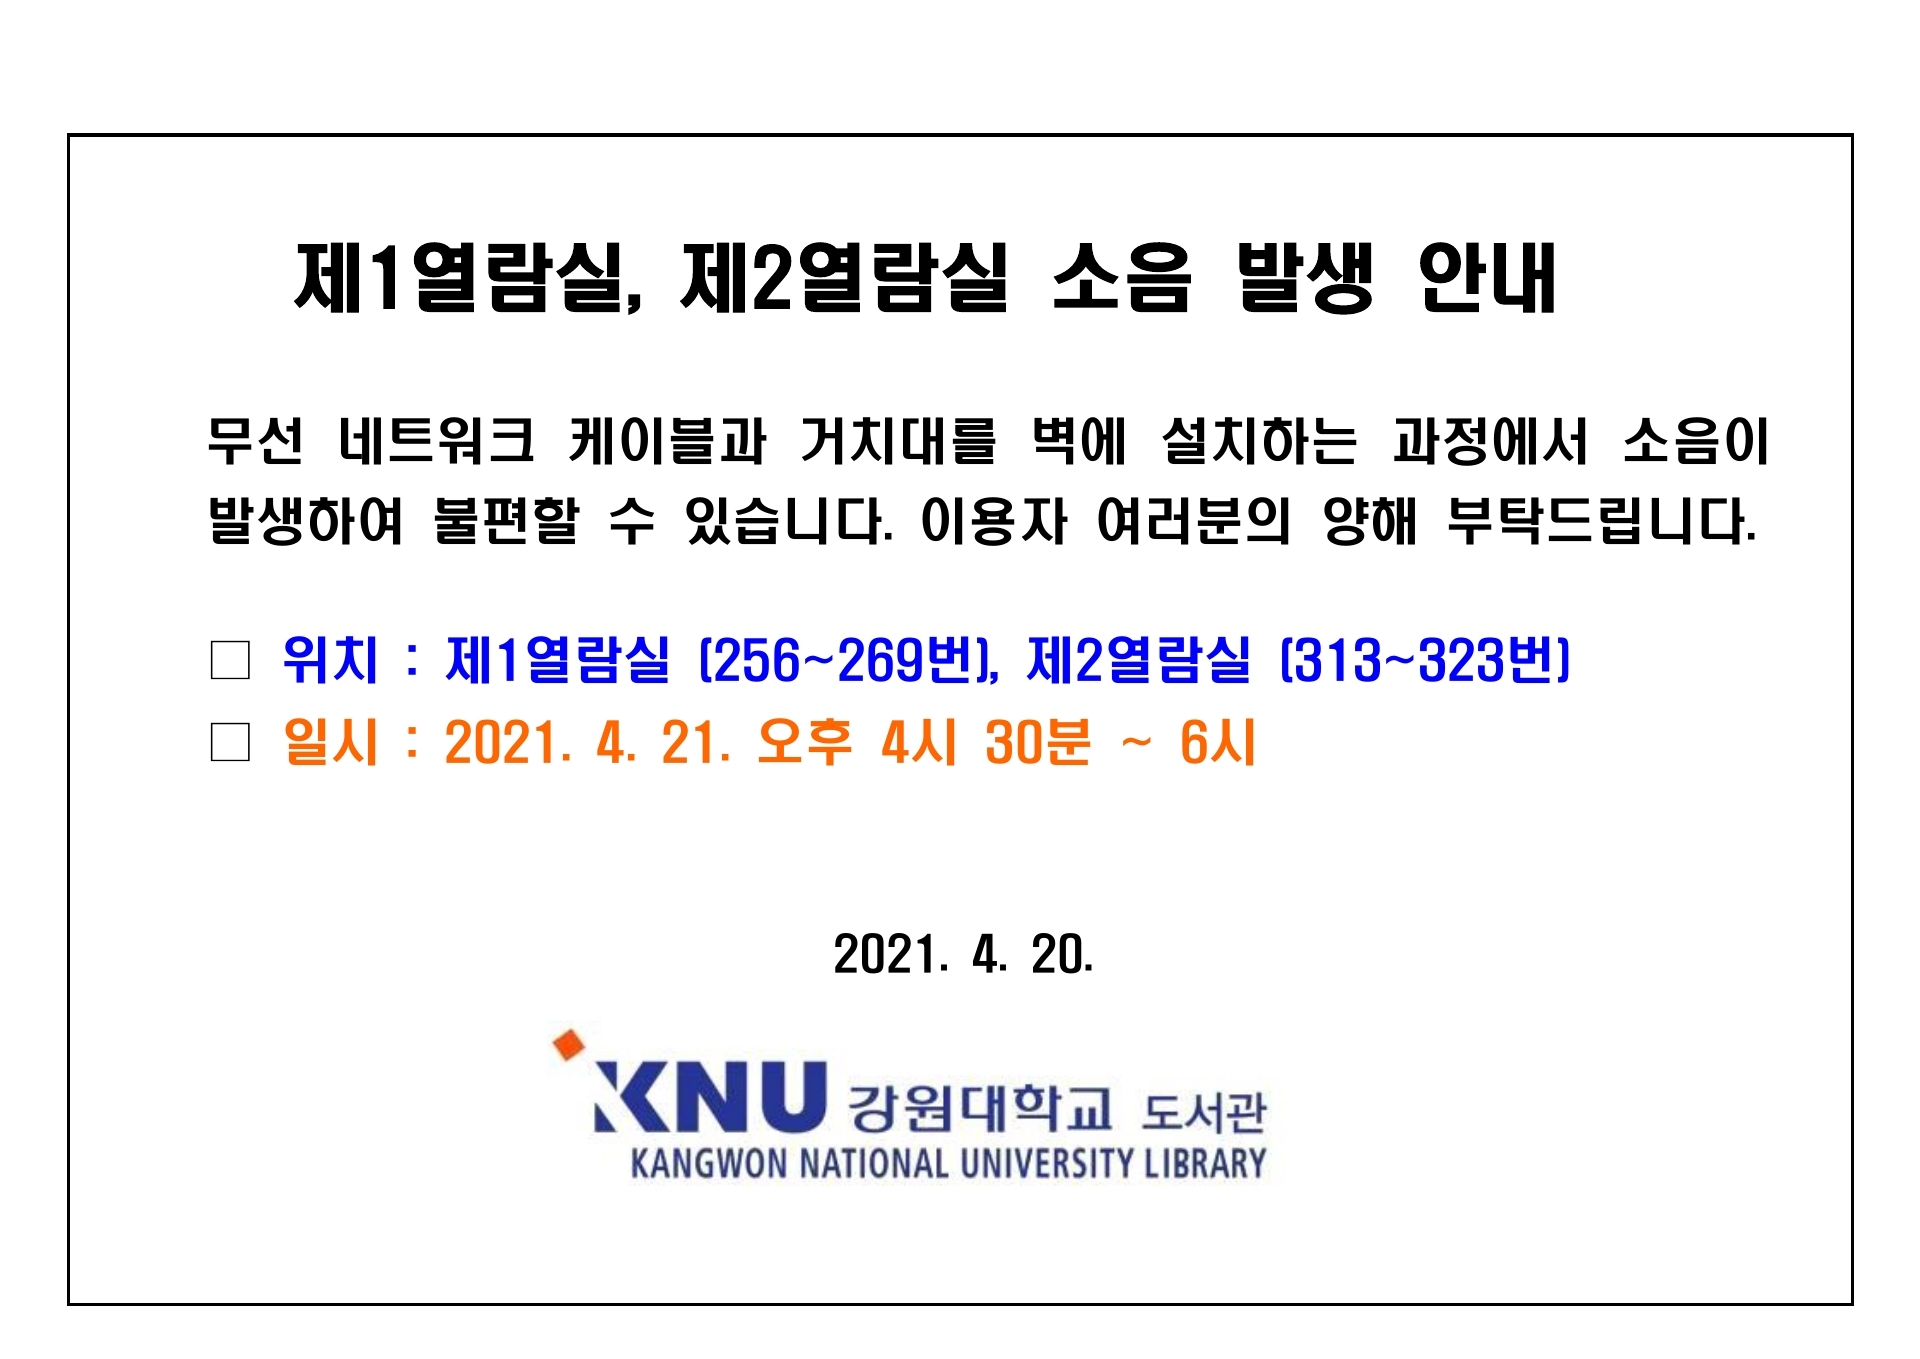 제1열람실, 제2열람실 소음 발생 안내
무선 네트워크 케이블과 거치대를 벽에 설치하는 과정에서 소음이
발생하여 불편할 수 있습니다. 이용자 여러분의 양해 부탁드립니다.
□ 위치 : 제1열람실 (256~269번), 제2열람실 (313~323번)
□ 일시 : 2021. 4. 21. 오후 4시 30분 ~ 6시
2021. 4. 20.
KNU 강원대학교 도서관
KANGWON NATIONAL UNIVERSITY LIBRARY